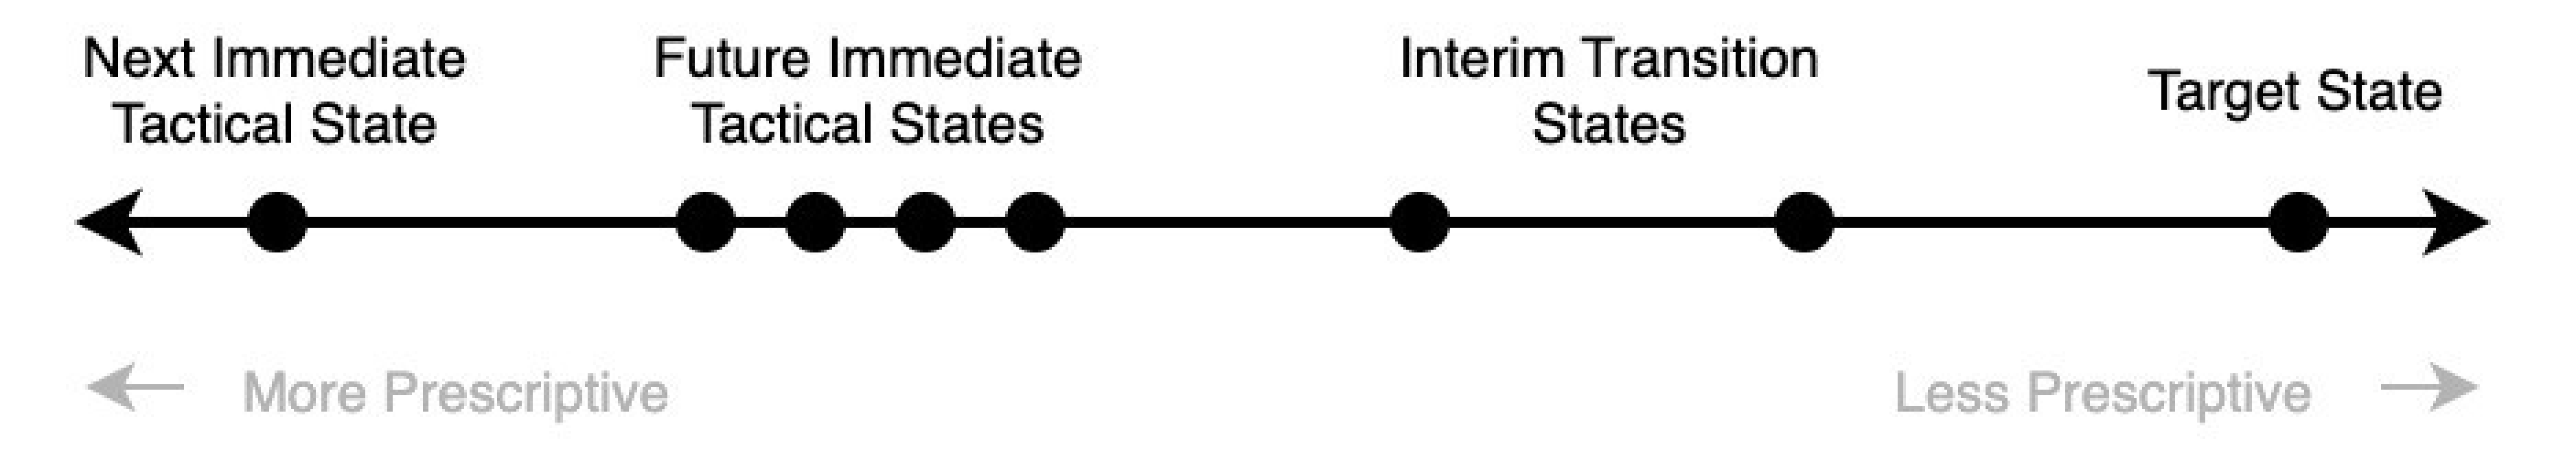 Next Immediate
Tactical State
Future Immediate
Tactical States
Interim Transition
States
Target State
More Prescriptive
Less Prescriptive